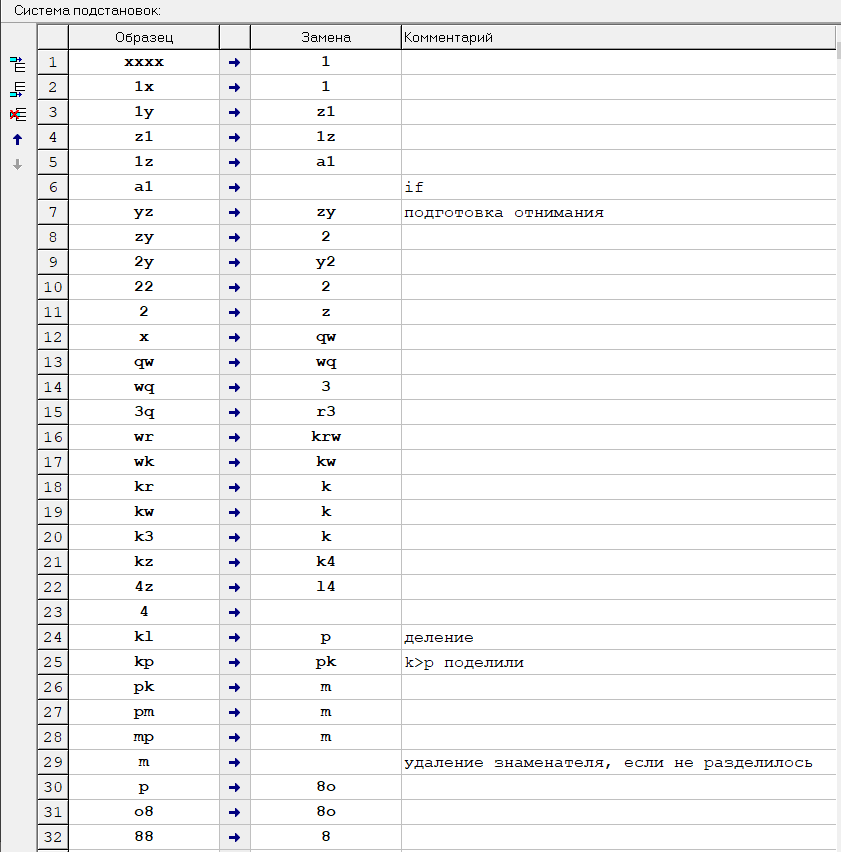 Система подстановок:
Образец Замена Комментарий
1 xxxx 1
2 1x 1
3 1y z1
4 z1 1z
5 1z a1
6 a1 if
7 yz zy подготовка отнимания
8 zy 2
9 2y y2
10 22 2
11 2 z
12 x qw
13 qw wq
14 wq 3
15 3q r3
16 wr krw
17 wk kw
18 kr k
19 kw k
20 k3 k
21 kz k4
22 4z l4
23 4
24 kl p деление
25 kp pk k>p поделили
26 pk m
27 pm m
28 mp m
29 m удаление знаменателя, если не разделилось
30 p 8o
31 o8 8o
32 88 8